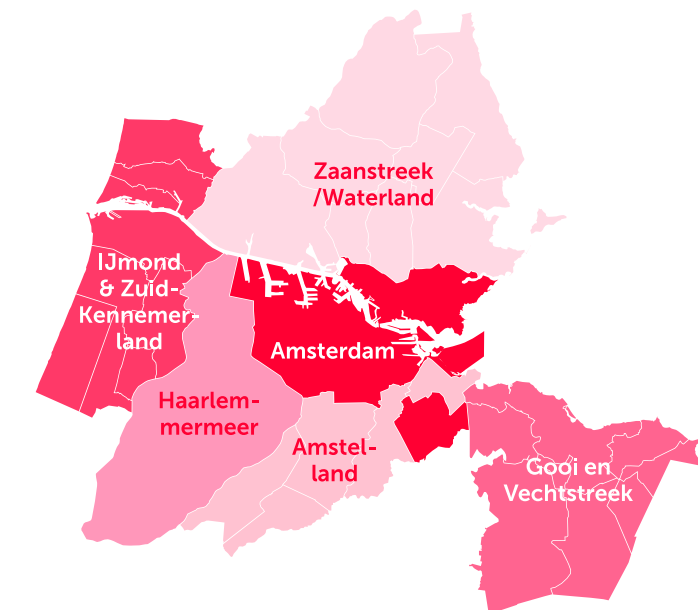 Zaanstreek
/Waterland
IJmond
& Zuid-
Kennemer-
land
Amsterdam
Haarlem-
mermeer
Amstel-
land
Gooi en
Vechtstreek